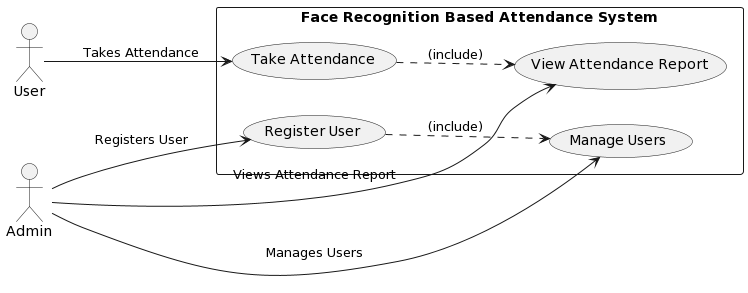 Face Recognition Based Attendance System
Takes Attendance
Take Attendance
(include)
View Attendance Report
User
Registers User
Register User
(include)
Manage Users
Views Attendance Report
Admin
Manages Users